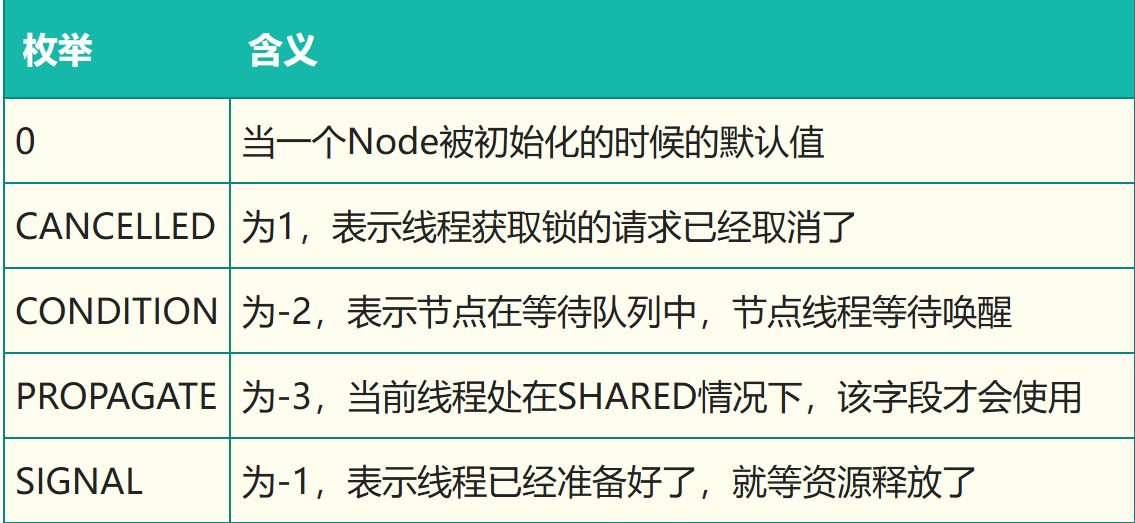 枚举 含义
0 当一个Node被初始化的时候的默认值
CANCELLED 为1，表示线程获取锁的请求已经取消了
CONDITION 为-2，表示节点在等待队列中，节点线程等待唤醒
PROPAGATE 为-3，当前线程处在SHARED情况下，该字段才会使用
SIGNAL 为-1，表示线程已经准备好了，就等资源释放了